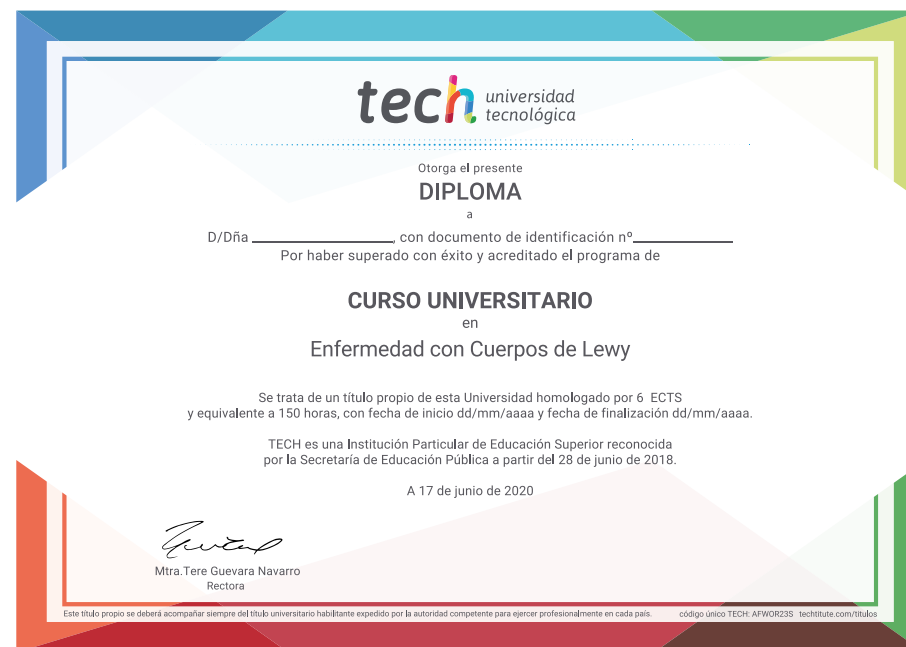 tech universidad
tecnológica
Otorga el presente
DIPLOMA
a
D/Dña ____________________, con documento de identificación nº______________
Por haber superado con éxito y acreditado el programa de
CURSO UNIVERSITARIO
en
Enfermedad con Cuerpos de Lewy
Se trata de un título propio de esta Universidad homologado por 6 ECTS
y equivalente a 150 horas, con fecha de inicio dd/mm/aaaa y fecha de finalización dd/mm/aaaa.
TECH es una Institución Particular de Educación Superior reconocida
por la Secretaría de Educación Pública a partir del 28 de junio de 2018.
A 17 de junio de 2020
Mtra.Tere Guevara Navarro
Rectora
Este título propio se deberá acompañar siempre del título universitario habilitante expedido por la autoridad competente para ejercer profesionalmente en cada país. código único TECH: AFWOR23S techtitute.com/titulos